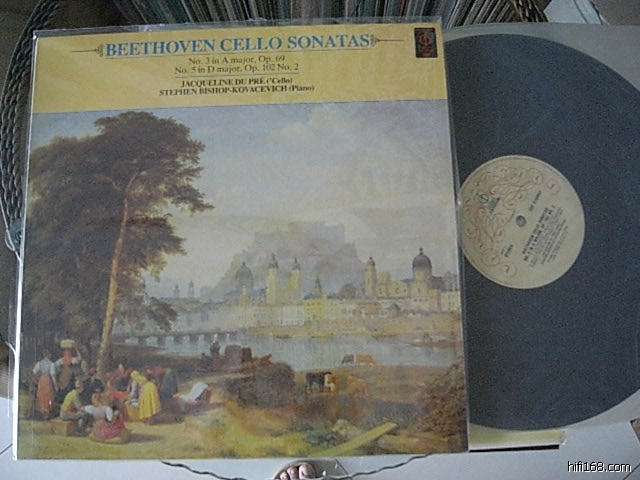 BEETHOVEN CELLO SONATAS
No. 3 in A major, Op. 69
No. 5 in D major, Op. 102 No. 2
JACQUELINE DU PRÉ ('Cello)
STEPHEN BISHOP-KOVACEVICH (Piano)
hifi168.com